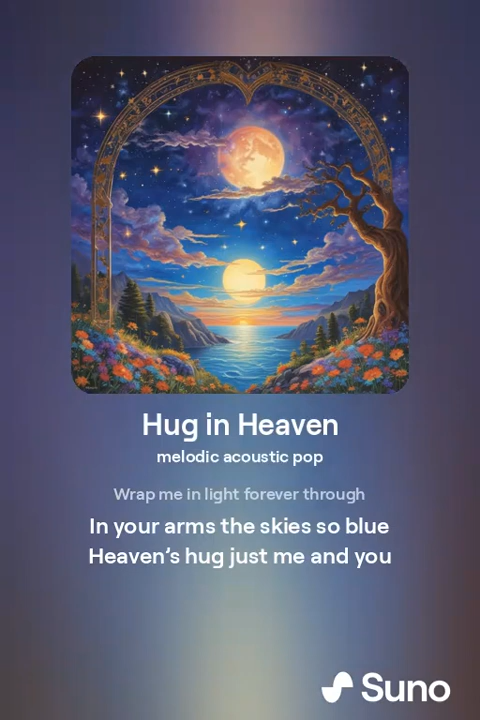 Hug in Heaven
melodic acoustic pop
Wrap me in light forever through
In your arms the skies so blue
Heaven's hug just me and you
Suno